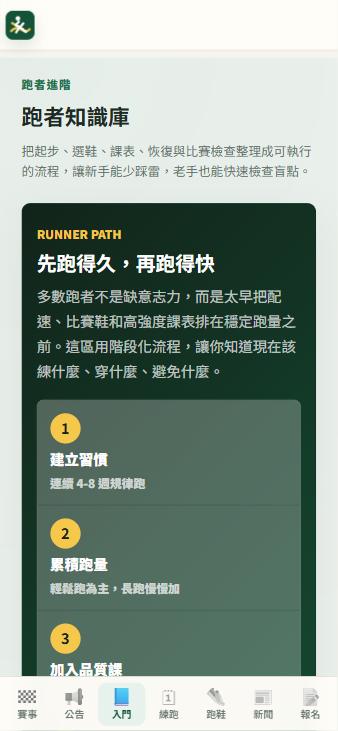 跑者進階
跑者知識庫
把起步、選鞋、課表、恢復與比賽檢查整理成可執行
的流程，讓新手能少踩雷，老手也能快速檢查盲點。
RUNNER PATH
先跑得久，再跑得快
多數跑者不是缺意志力，而是太早把配
速、比賽鞋和高強度課表排在穩定跑量之
前。這區用階段化流程，讓你知道現在該
練什麼、穿什麼、避免什麼。
1
建立習慣
連續 4-8 週規律跑
2
累積跑量
輕鬆跑為主，長跑慢慢加
3
加入品質課
賽事
公告
入門
1
練跑
跑鞋
新聞
報名